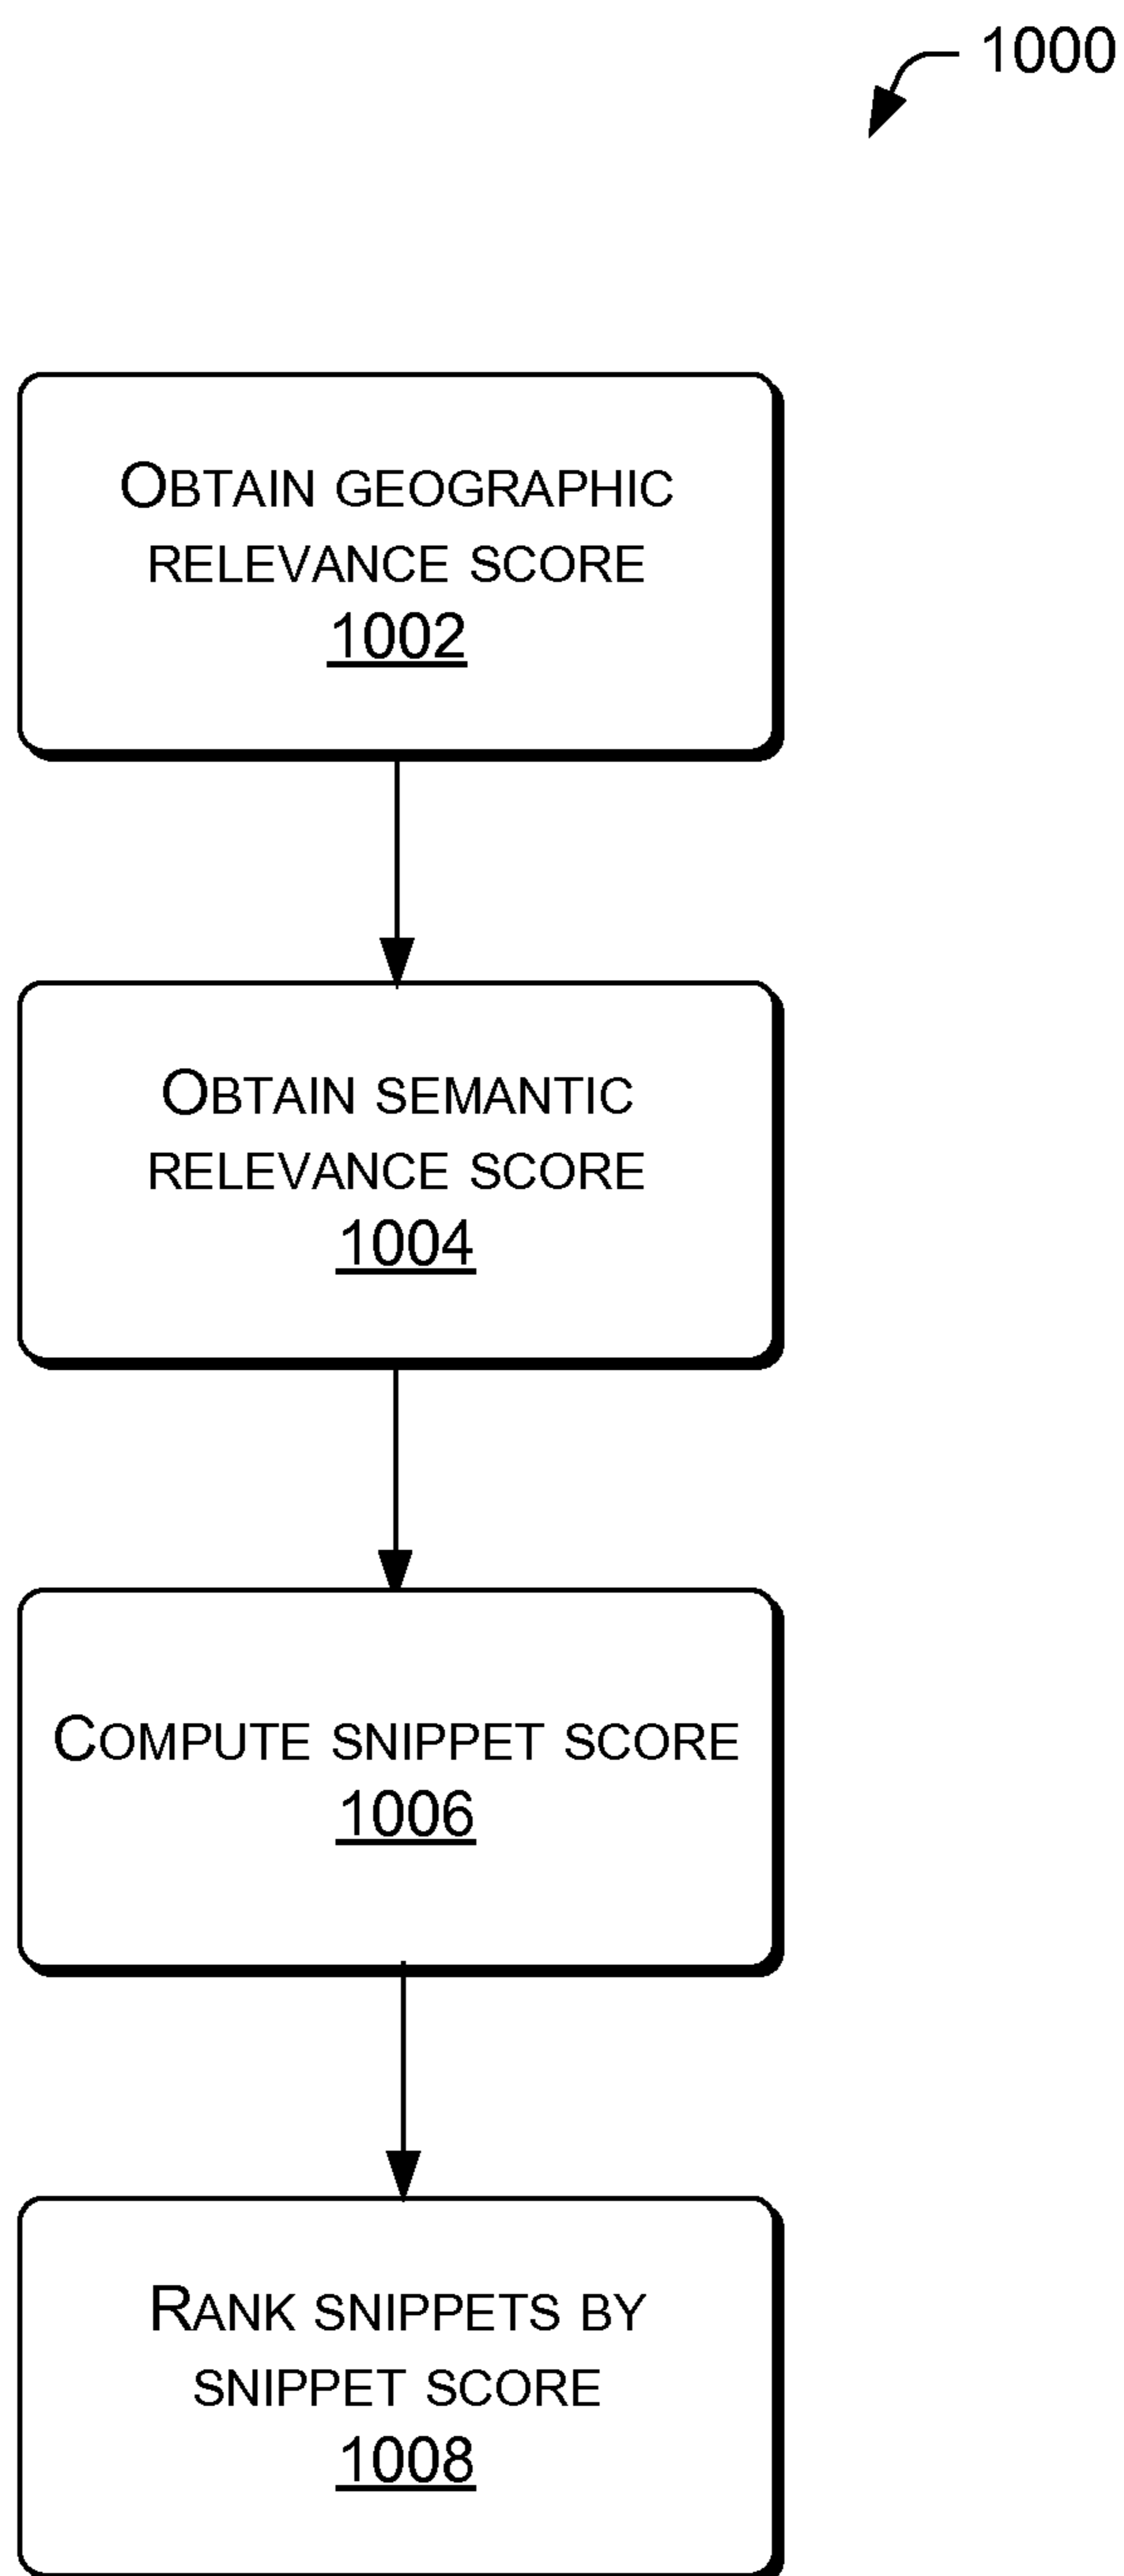 1000
OBTAIN GEOGRAPHIC
RELEVANCE SCORE
1002
OBTAIN SEMANTIC
RELEVANCE SCORE
1004
COMPUTE SNIPPET SCORE
1006
RANK SNIPPETS BY
SNIPPET SCORE
1008